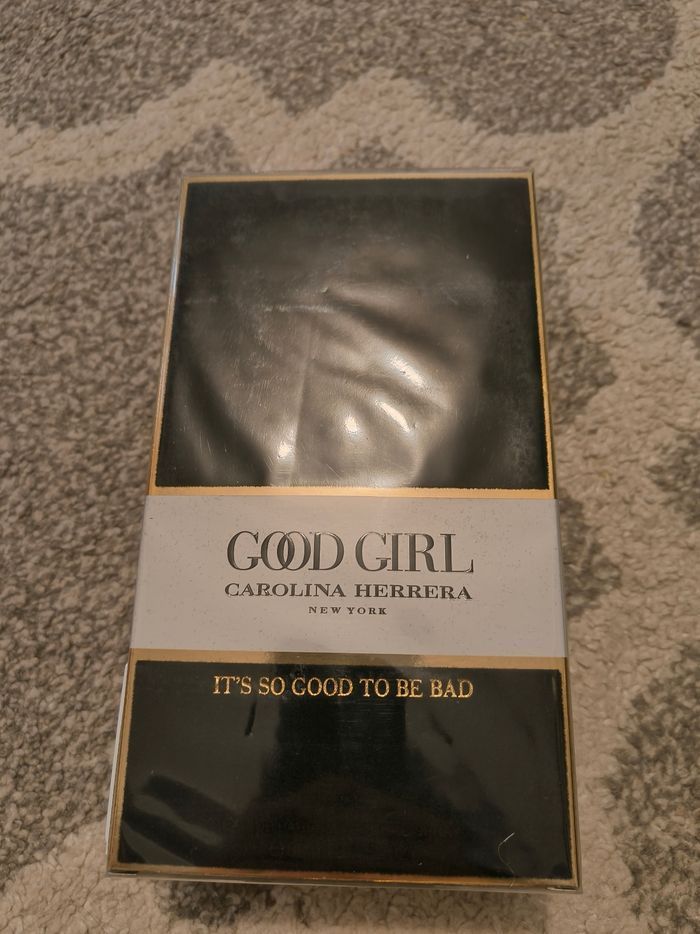 GOOD GIRL
CAROLINA HERRERA
NEW YORK
IT'S SO GOOD TO BE BAD